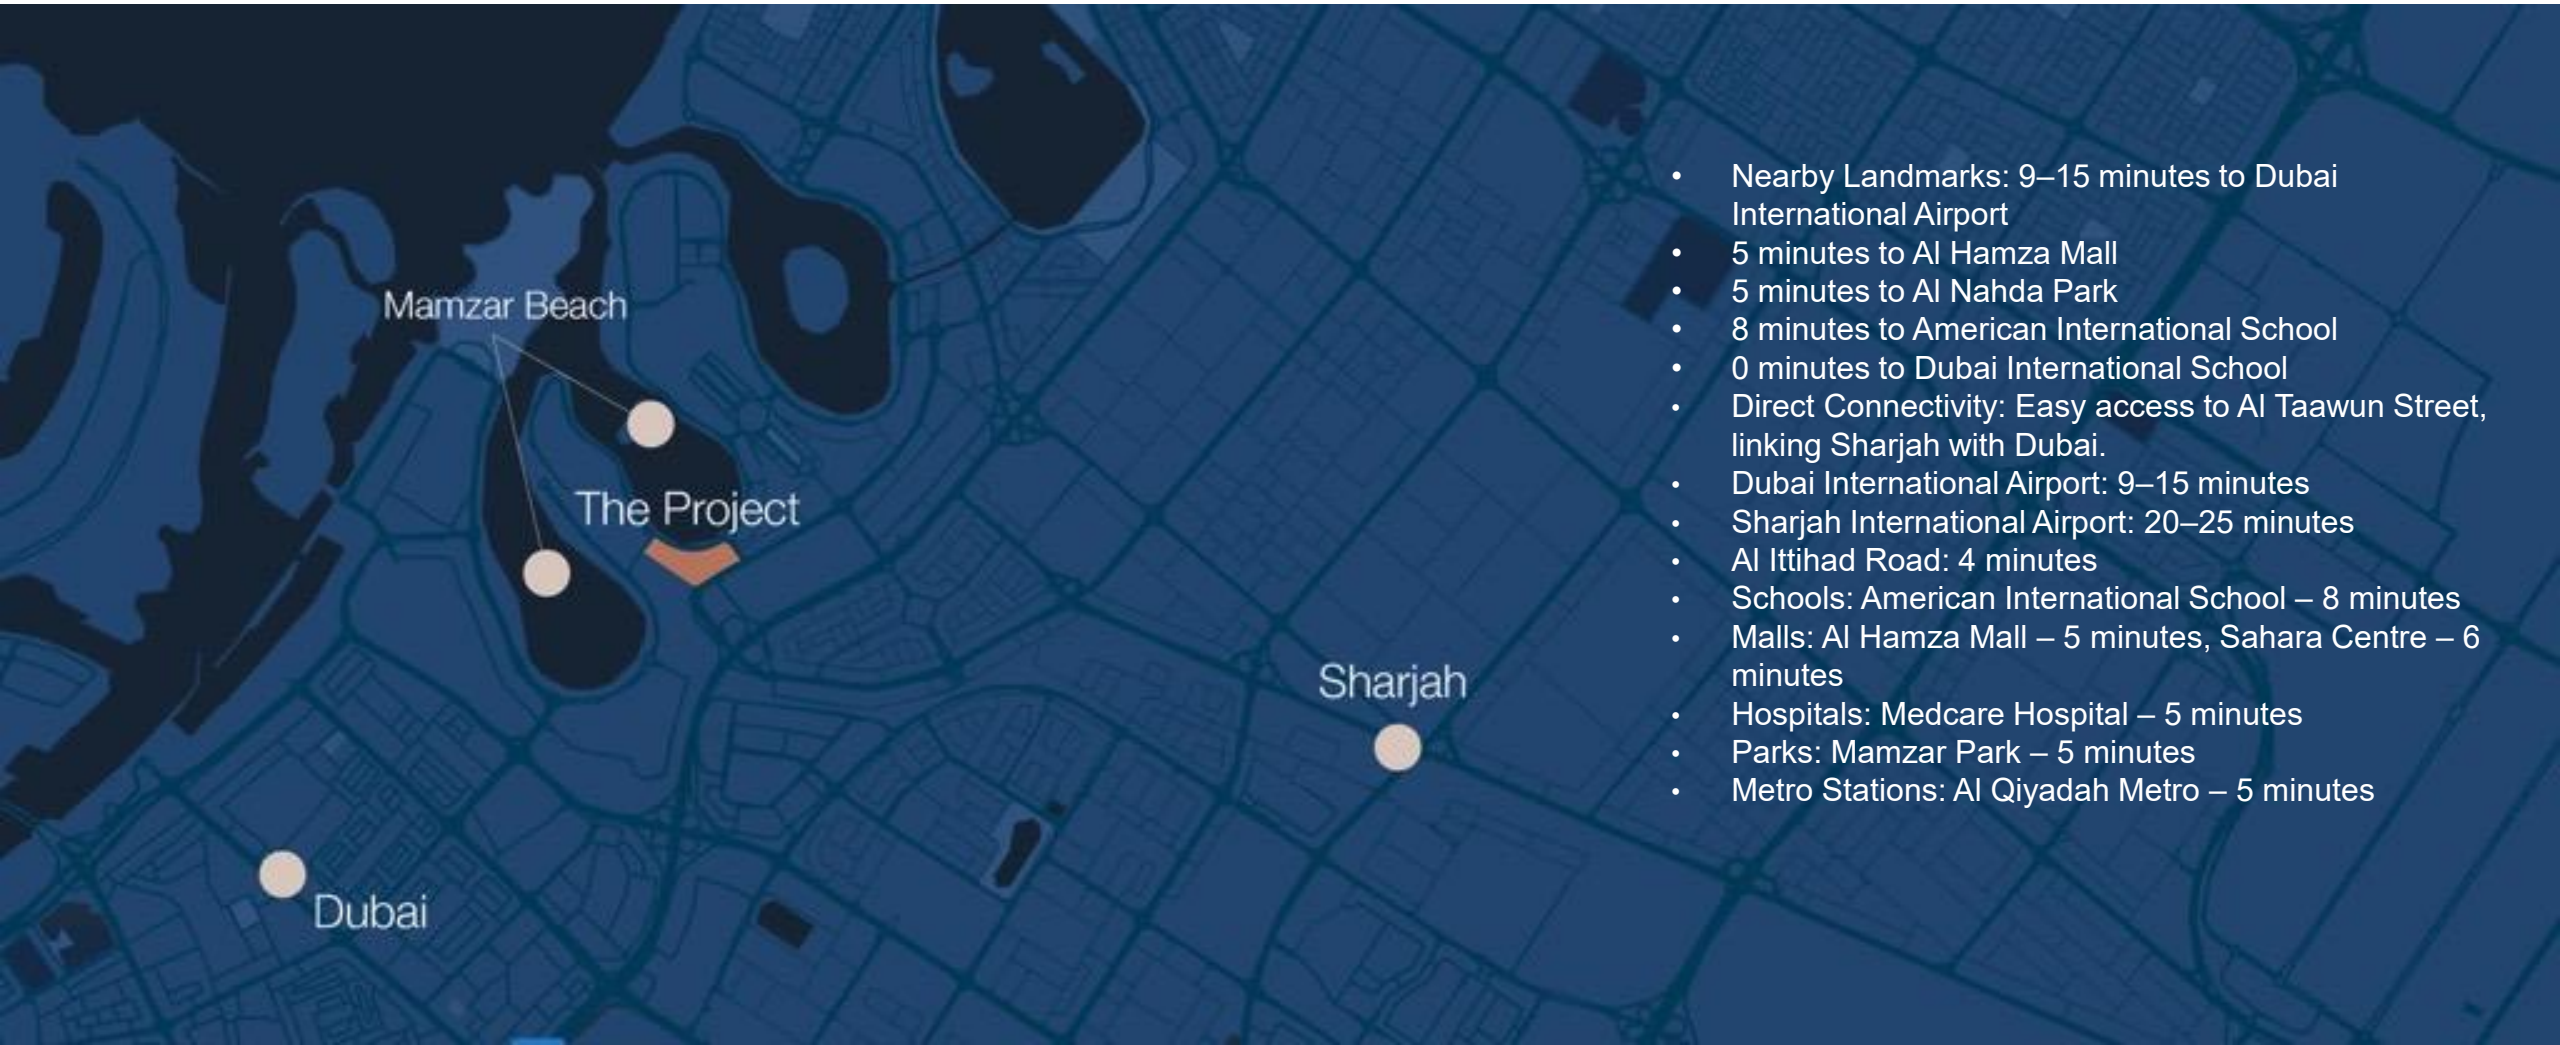 Mamzar Beach
The Project
Sharjah
Dubai
• Nearby Landmarks: 9–15 minutes to Dubai
International Airport
• 5 minutes to Al Hamza Mall
• 5 minutes to Al Nahda Park
• 8 minutes to American International School
• 0 minutes to Dubai International School
• Direct Connectivity: Easy access to Al Taawun Street,
linking Sharjah with Dubai.
• Dubai International Airport: 9–15 minutes
• Sharjah International Airport: 20–25 minutes
• Al Ittihad Road: 4 minutes
• Schools: American International School – 8 minutes
• Malls: Al Hamza Mall – 5 minutes, Sahara Centre – 6
minutes
• Hospitals: Medcare Hospital – 5 minutes
• Parks: Mamzar Park – 5 minutes
• Metro Stations: Al Qiyadah Metro – 5 minutes